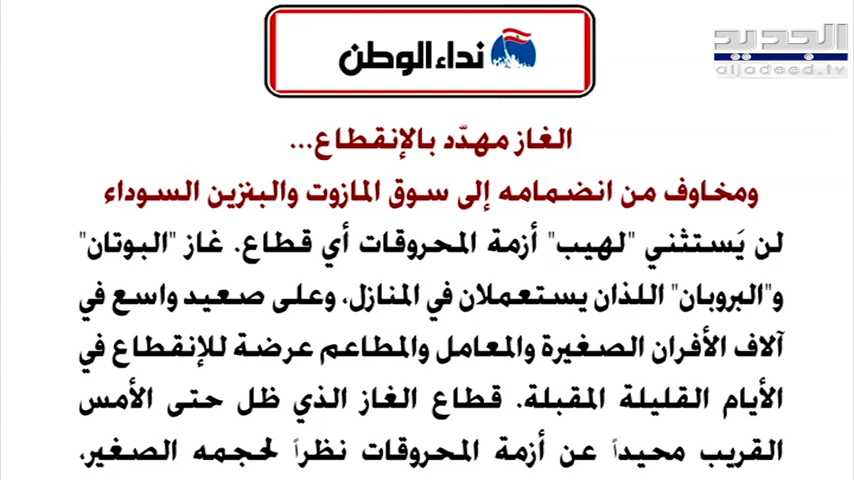 نداء الوطن
الجديد
aljadeed.tv
الغاز مهدّد بالإنقطاع...
ومخاوف من انضمامه إلى سوق المازوت والبنزين السوداء
لن يَستثْني "لهيب" أزمة المحروقات أي قطاع. غاز "البوتان"
و"البروبان" اللذان يستعملان في المنازل، وعلى صعيد واسع في
آلاف الأفران الصغيرة والمعامل والمطاعم عرضة للإنقطاع في
الأيام القليلة المقبلة. قطاع الغاز الذي ظل حتى الأمس
القريب محيداً عن أزمة المحروقات نظراً لحجمه الصغير،